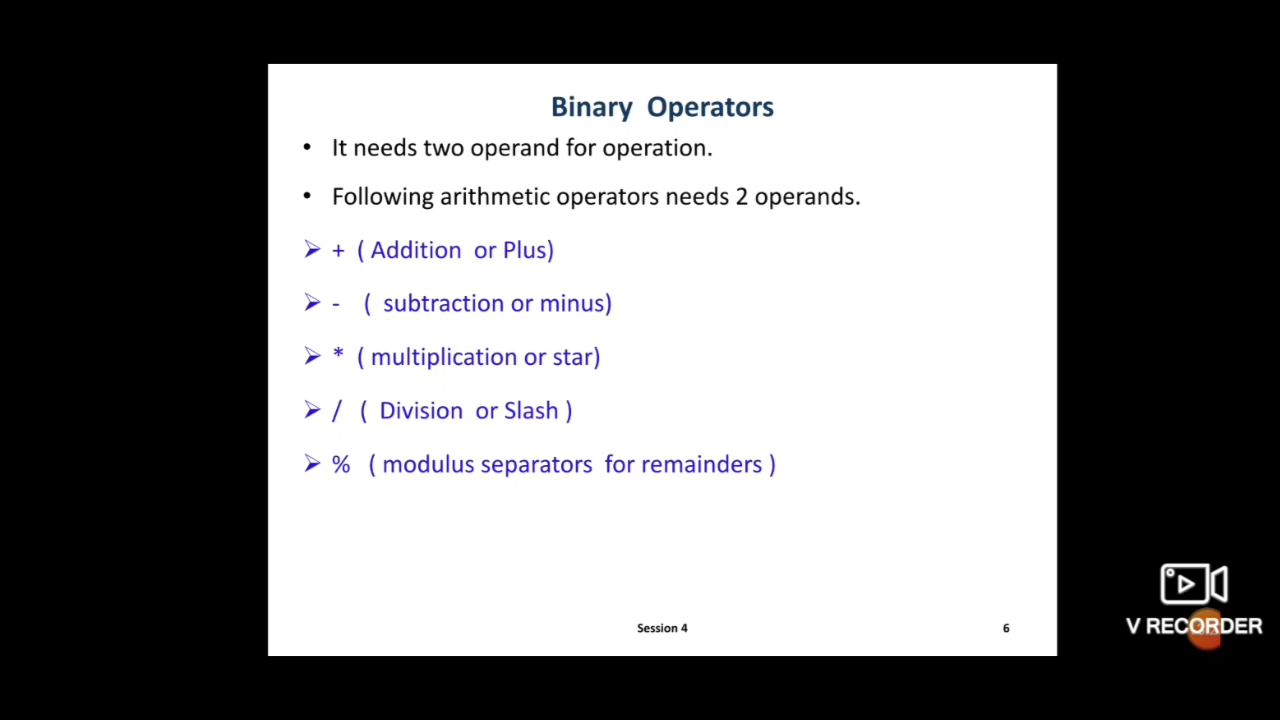 Binary Operators
• It needs two operand for operation.
• Following arithmetic operators needs 2 operands.
➢ + ( Addition or Plus)
➢ - ( subtraction or minus)
➢ * ( multiplication or star)
➢ / ( Division or Slash )
➢ % ( modulus separators for remainders )
Session 4
6
V RECORDER